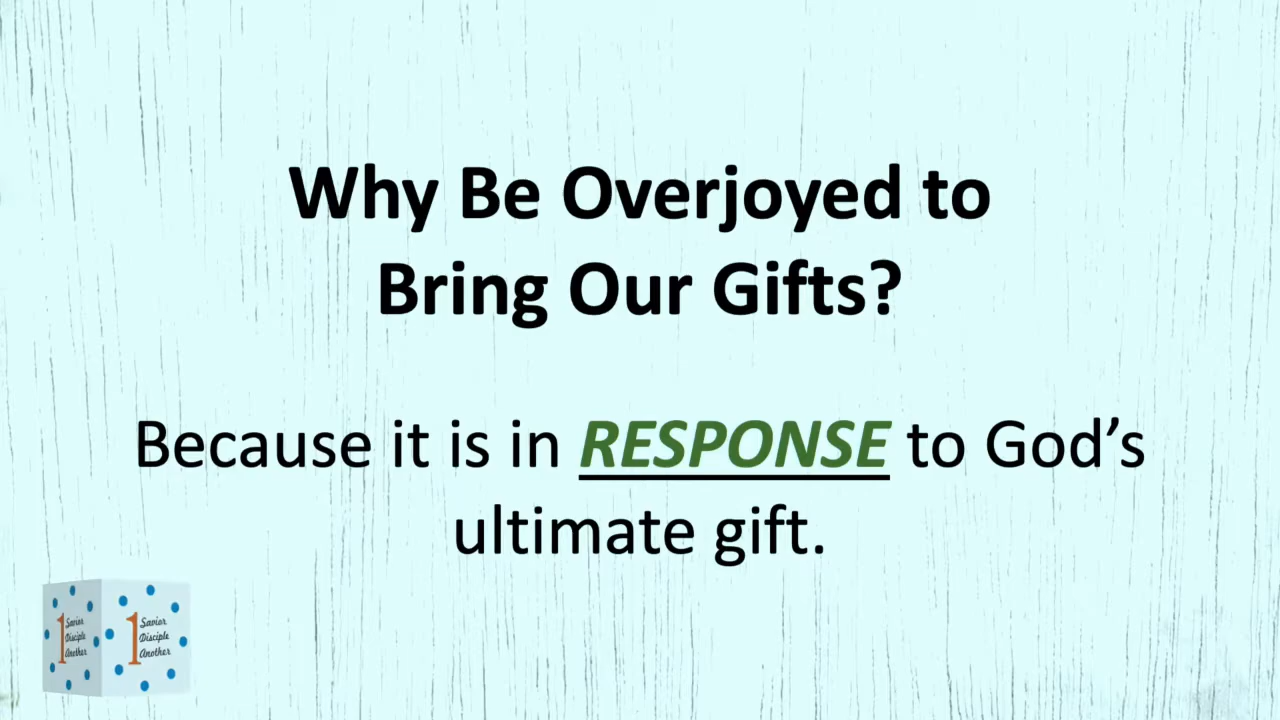 Why Be Overjoyed to
Bring Our Gifts?
Because it is in RESPONSE to God’s
ultimate gift.
1 Savior
Disciple
Another
1 Savior
Disciple
Another